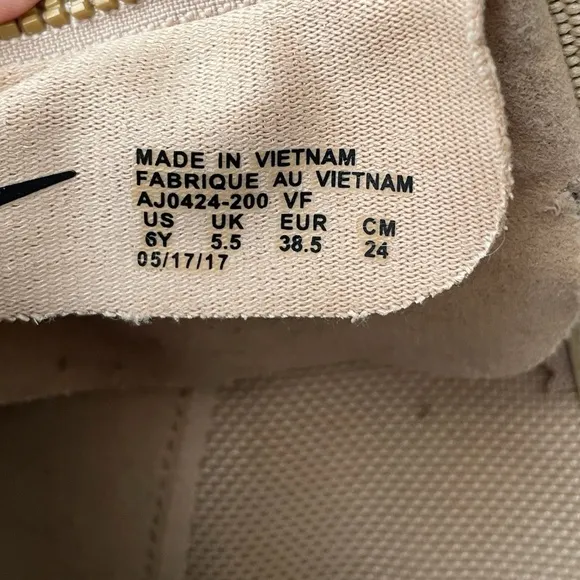 MADE IN VIETNAM
FABRIQUE AU VIETNAM
AJ0424-200 VF
US UK EUR CM
6Y 5.5 38.5 24
05/17/17